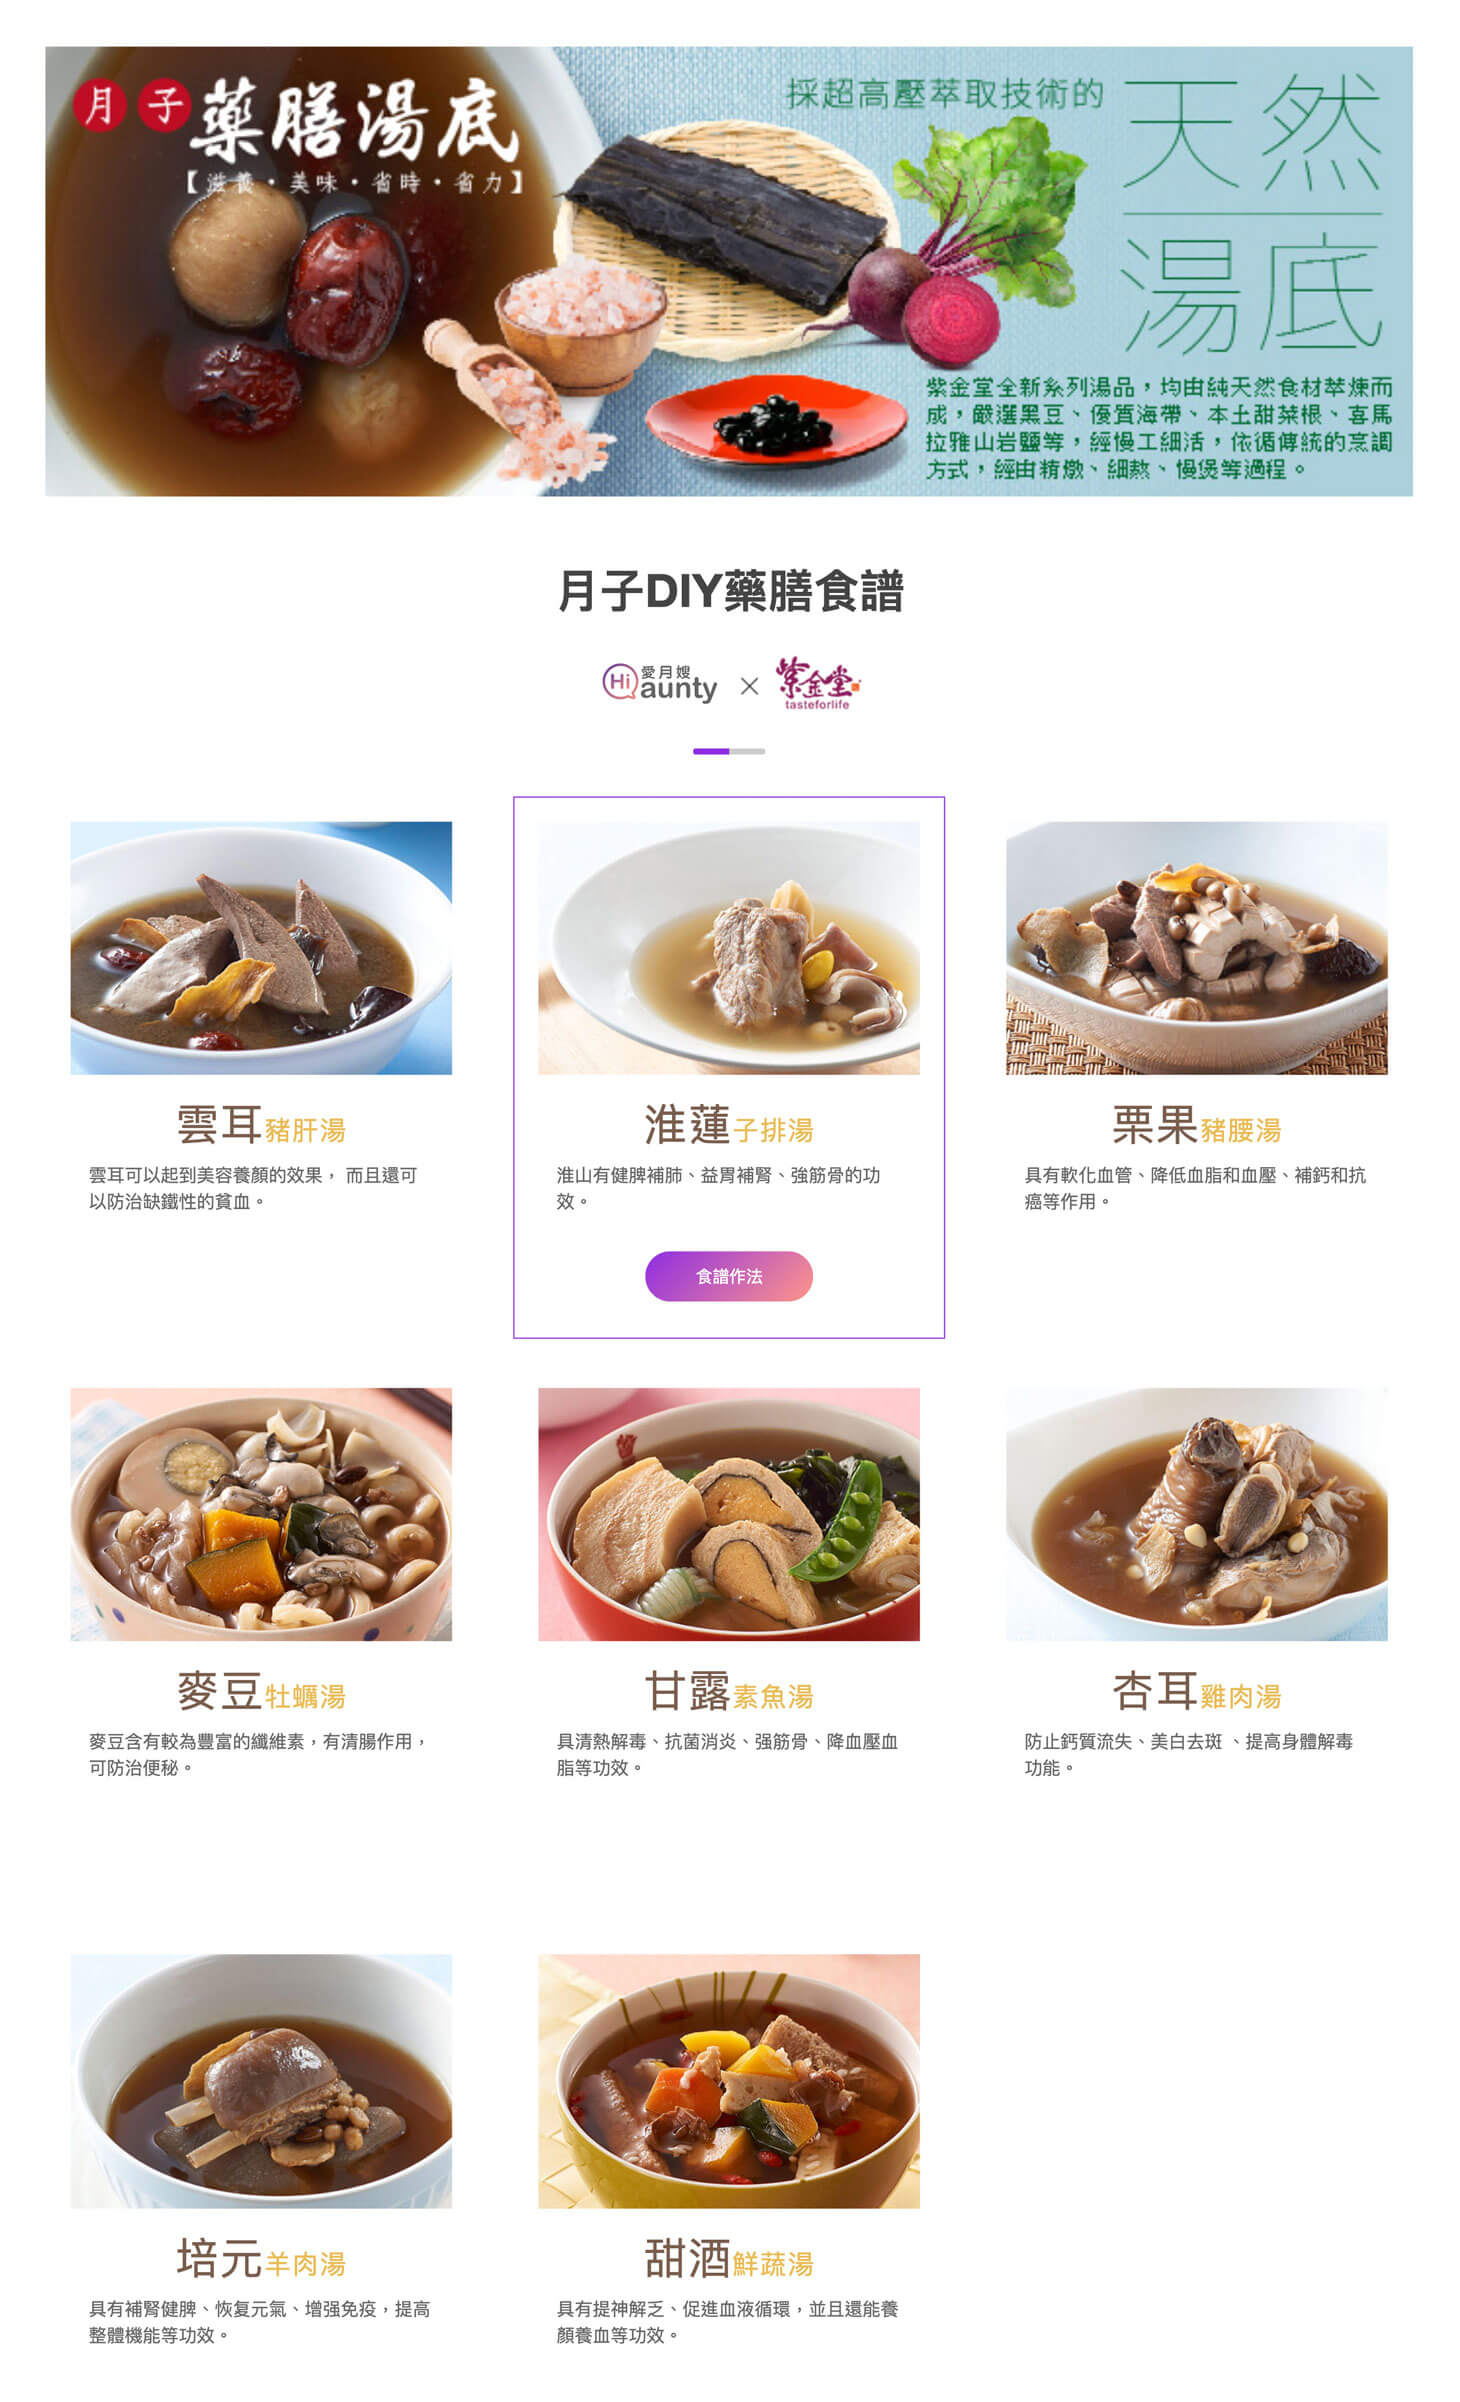 月子藥膳湯底
【滋養・美味・省時・省力】
採超高壓萃取技術的
天然
湯底
紫金堂全新系列湯品，均由純天然食材萃煉而
成，嚴選黑豆、優質海帶、本土甜菜根、喜馬
拉雅山岩鹽等，經慢工細活，依循傳統的烹調
方式，經由精燉、細熬、慢煲等過程。
月子DIY藥膳食譜
Hi 愛月嫂
aunty
×
紫金堂
tasteforlife
雲耳豬肝湯
雲耳可以起到美容養顏的效果， 而且還可
以防治缺鐵性的貧血。
淮蓮子排湯
淮山有健脾補肺、益胃補腎、強筋骨的功
效。
食譜作法
栗果豬腰湯
具有軟化血管、降低血脂和血壓、補鈣和抗
癌等作用。
麥豆牡蠣湯
麥豆含有較為豐富的纖維素，有清腸作用，
可防治便秘。
甘露素魚湯
具清熱解毒、抗菌消炎、强筋骨、降血壓血
脂等功效。
杏耳雞肉湯
防止鈣質流失、美白去斑 、提高身體解毒
功能。
培元羊肉湯
具有補腎健脾、恢复元氣、增强免疫，提高
整體機能等功效。
甜酒鮮蔬湯
具有提神解乏、促進血液循環，並且還能養
顏養血等功效。